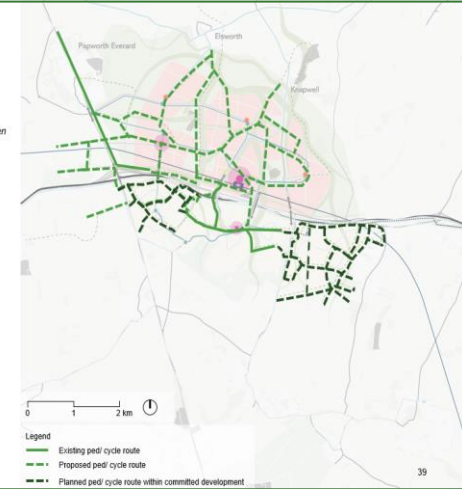 Elsworth
Papworth Everard
Knapwell
en
0 1 2 km
Legend
Existing ped/ cycle route
Proposed ped/ cycle route
Planned ped/ cycle route within committed development
39